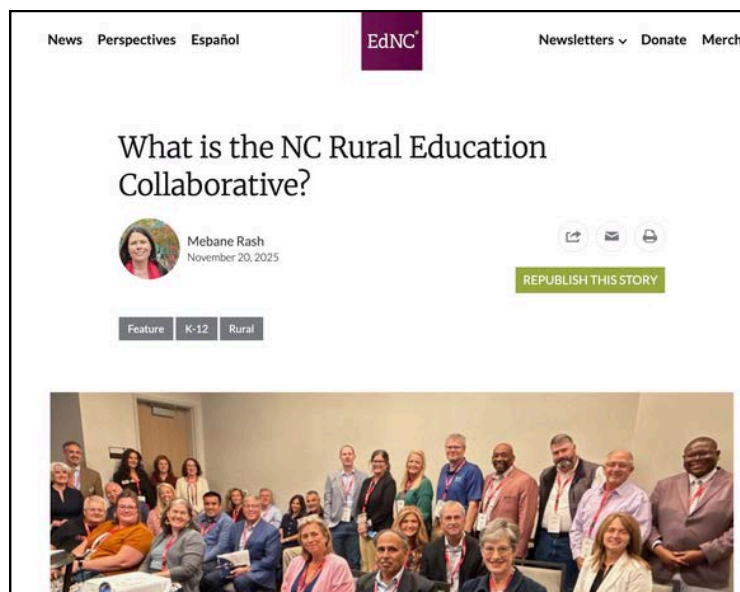 News Perspectives Español
EdNC®
Newsletters Donate Merch
What is the NC Rural Education
Collaborative?
Mebane Rash
November 20, 2025
REPUBLISH THIS STORY
Feature K-12 Rural